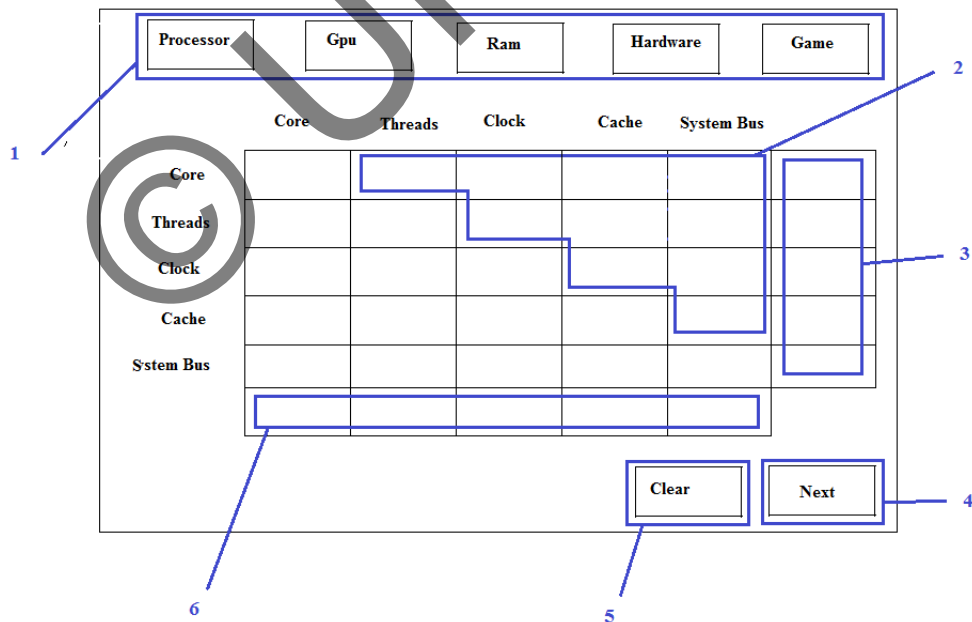 Processor Gpu Ram Hardware Game
2
Core Threads Clock Cache System Bus
1
Core
Threads
3
Clock
Cache
S·stem Bus
Clear Next
4
6
5